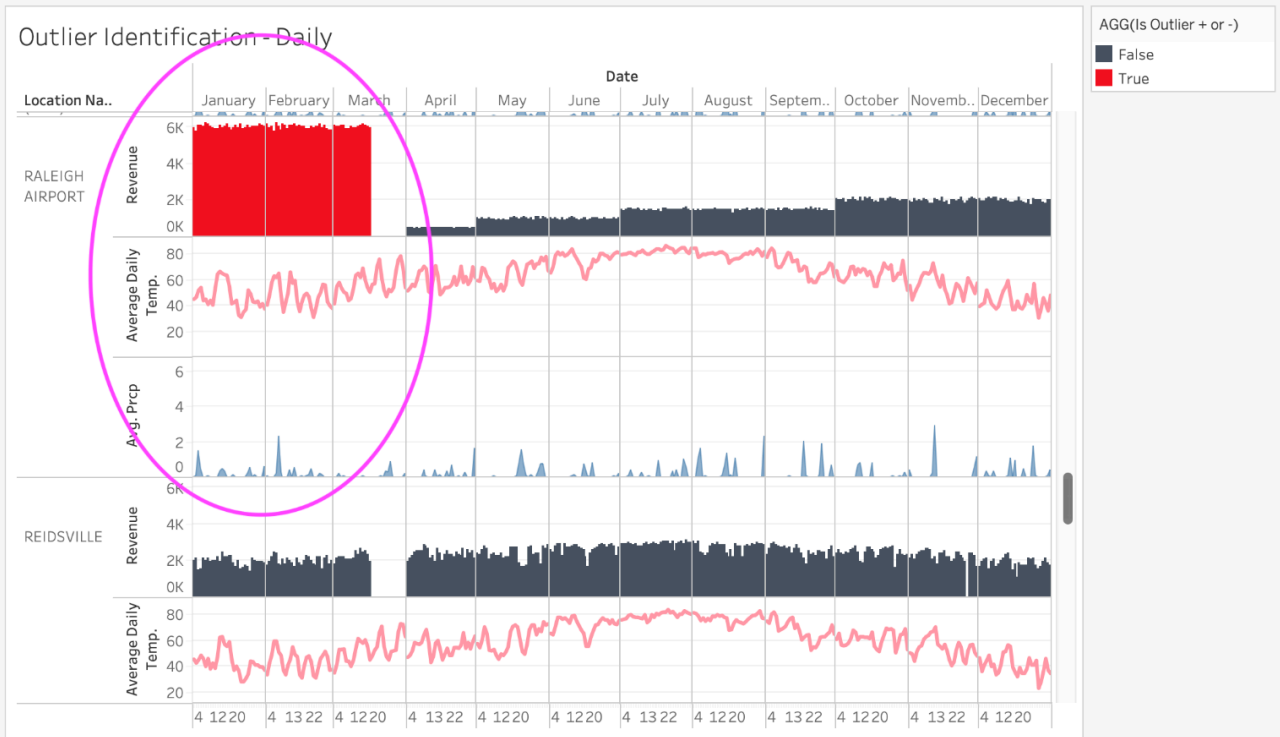 Outlier Identification - Daily
AGG(Is Outlier + or -)
False
True
Date
Location Na..
January February March April May June July August Septem.. October Novemb.. December
RALEIGH
AIRPORT
Revenue
6K
4K
2K
0K
Average Daily
Temp.
80
60
40
20
Avg. Prcp
6
4
2
0
REIDSVILLE
Revenue
6K
4K
2K
0K
Average Daily
Temp.
80
60
40
20
4 12 20 4 13 22 4 12 20 4 13 22 4 12 20 4 12 20 4 13 22 4 12 20 4 13 22 4 12 20 4 13 22 4 12 20